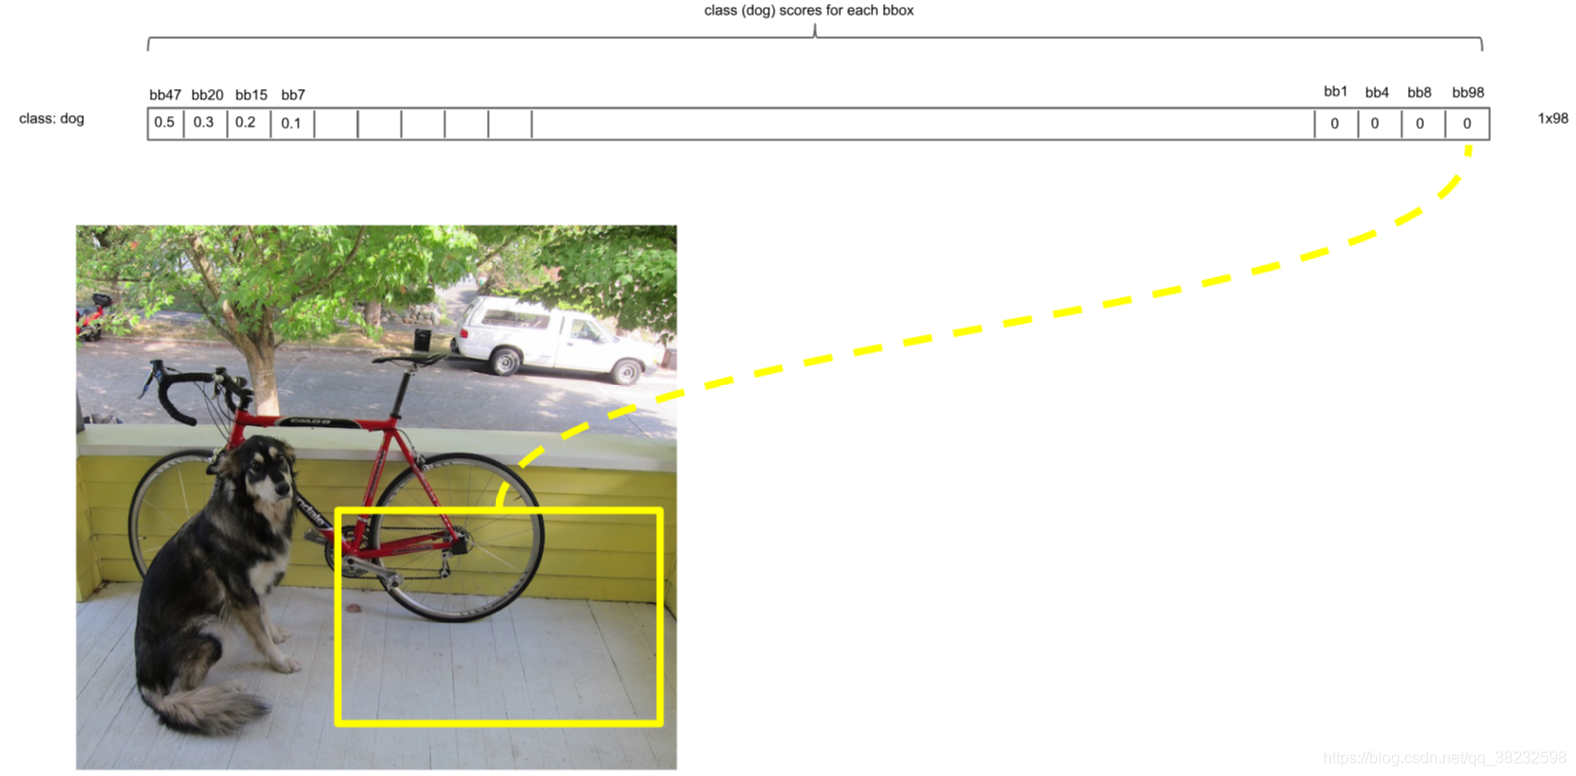 class (dog) scores for each bbox
bb47 bb20 bb15 bb7 bb1 bb4 bb8 bb98
class: dog 0.5 0.3 0.2 0.1 0 0 0 0 1x98
https://blog.csdn.net/qq_38232598